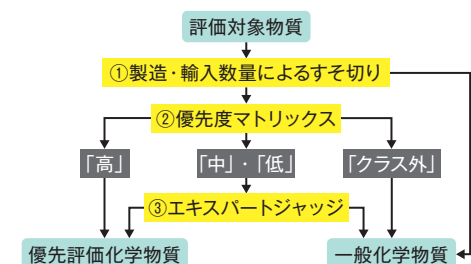 評価対象物質
①製造・輸入数量によるすそ切り
②優先度マトリックス
「高」
「中」・「低」
「クラス外」
③エキスパートジャッジ
優先評価化学物質
一般化学物質